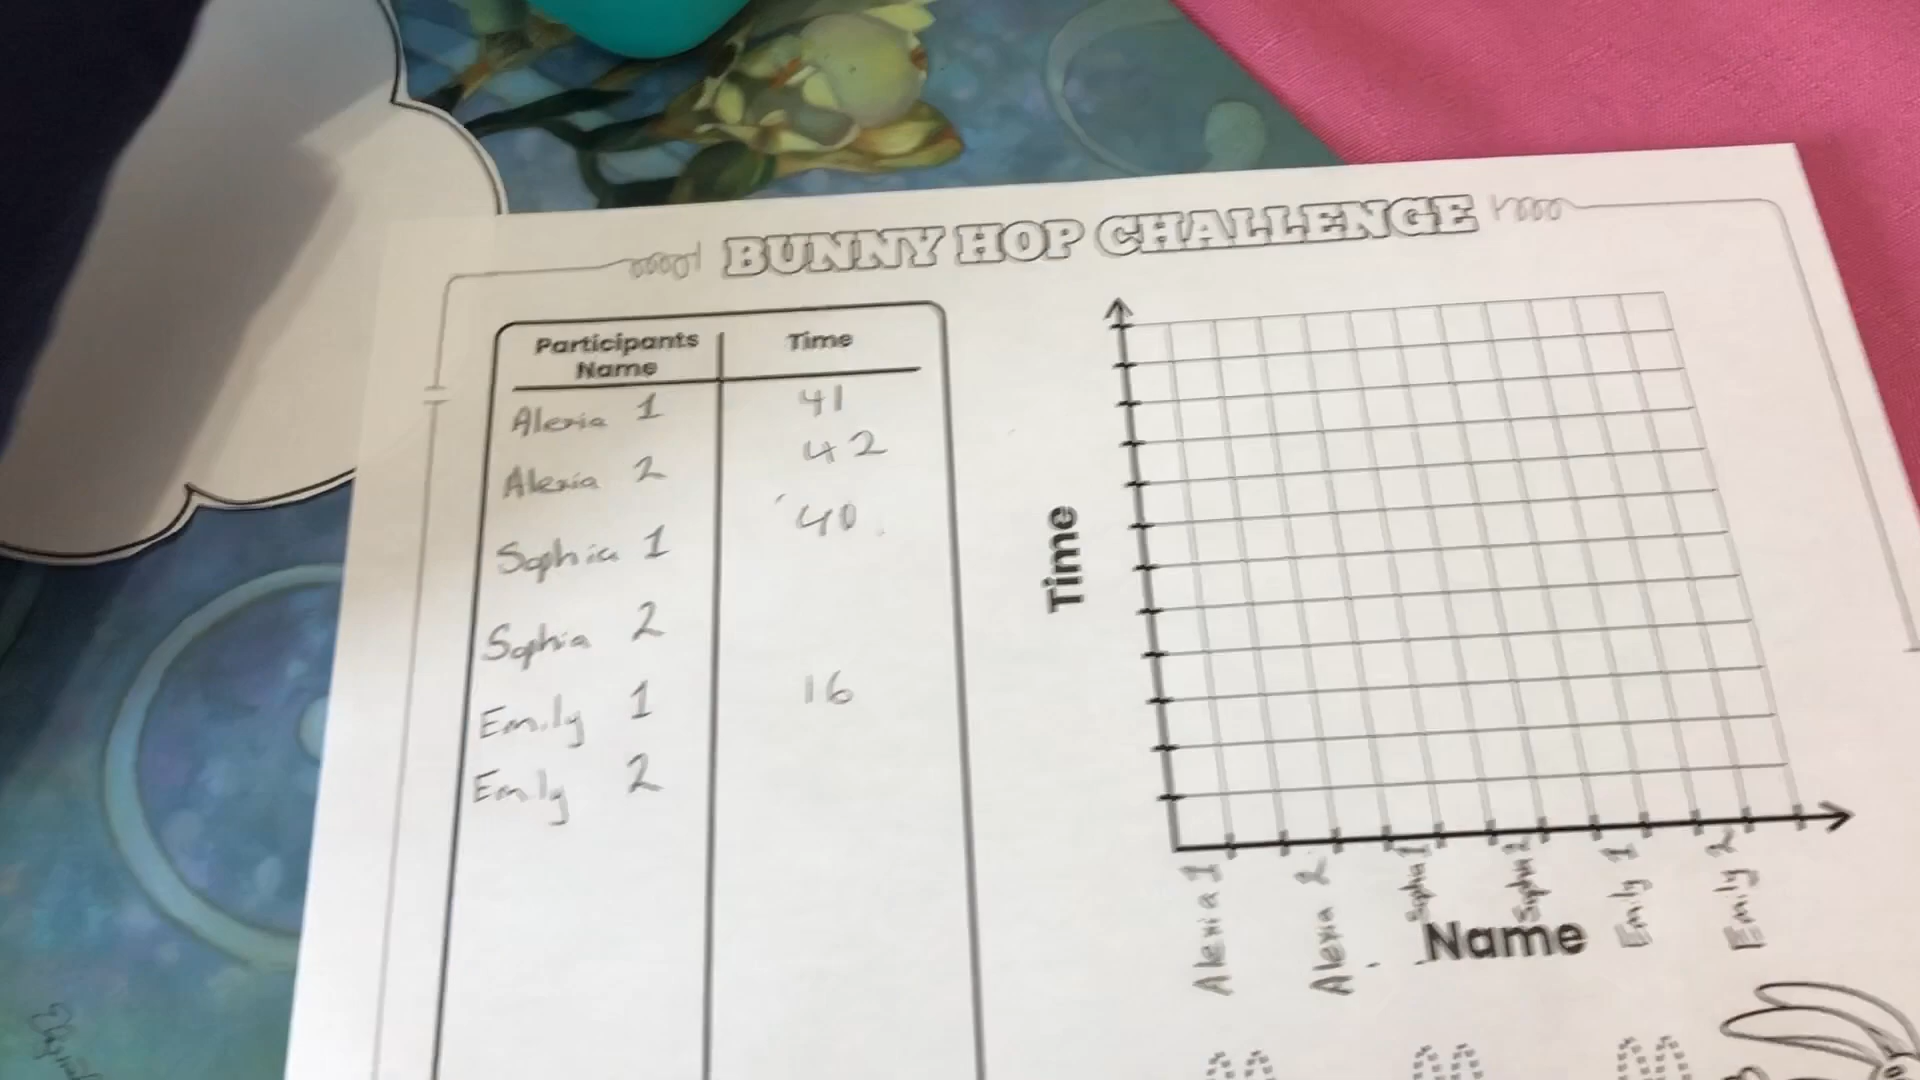 BUNNY HOP CHALLENGE
Participants Name
Time
Alexia 1
41
Alexia 2
42
Sophia 1
40
Sophia 2
Emily 1
16
Emily 2
Time
Alexia 1
Alexia 2
Sophia 1
Sophia 2
Emily 1
Emily 2
Name